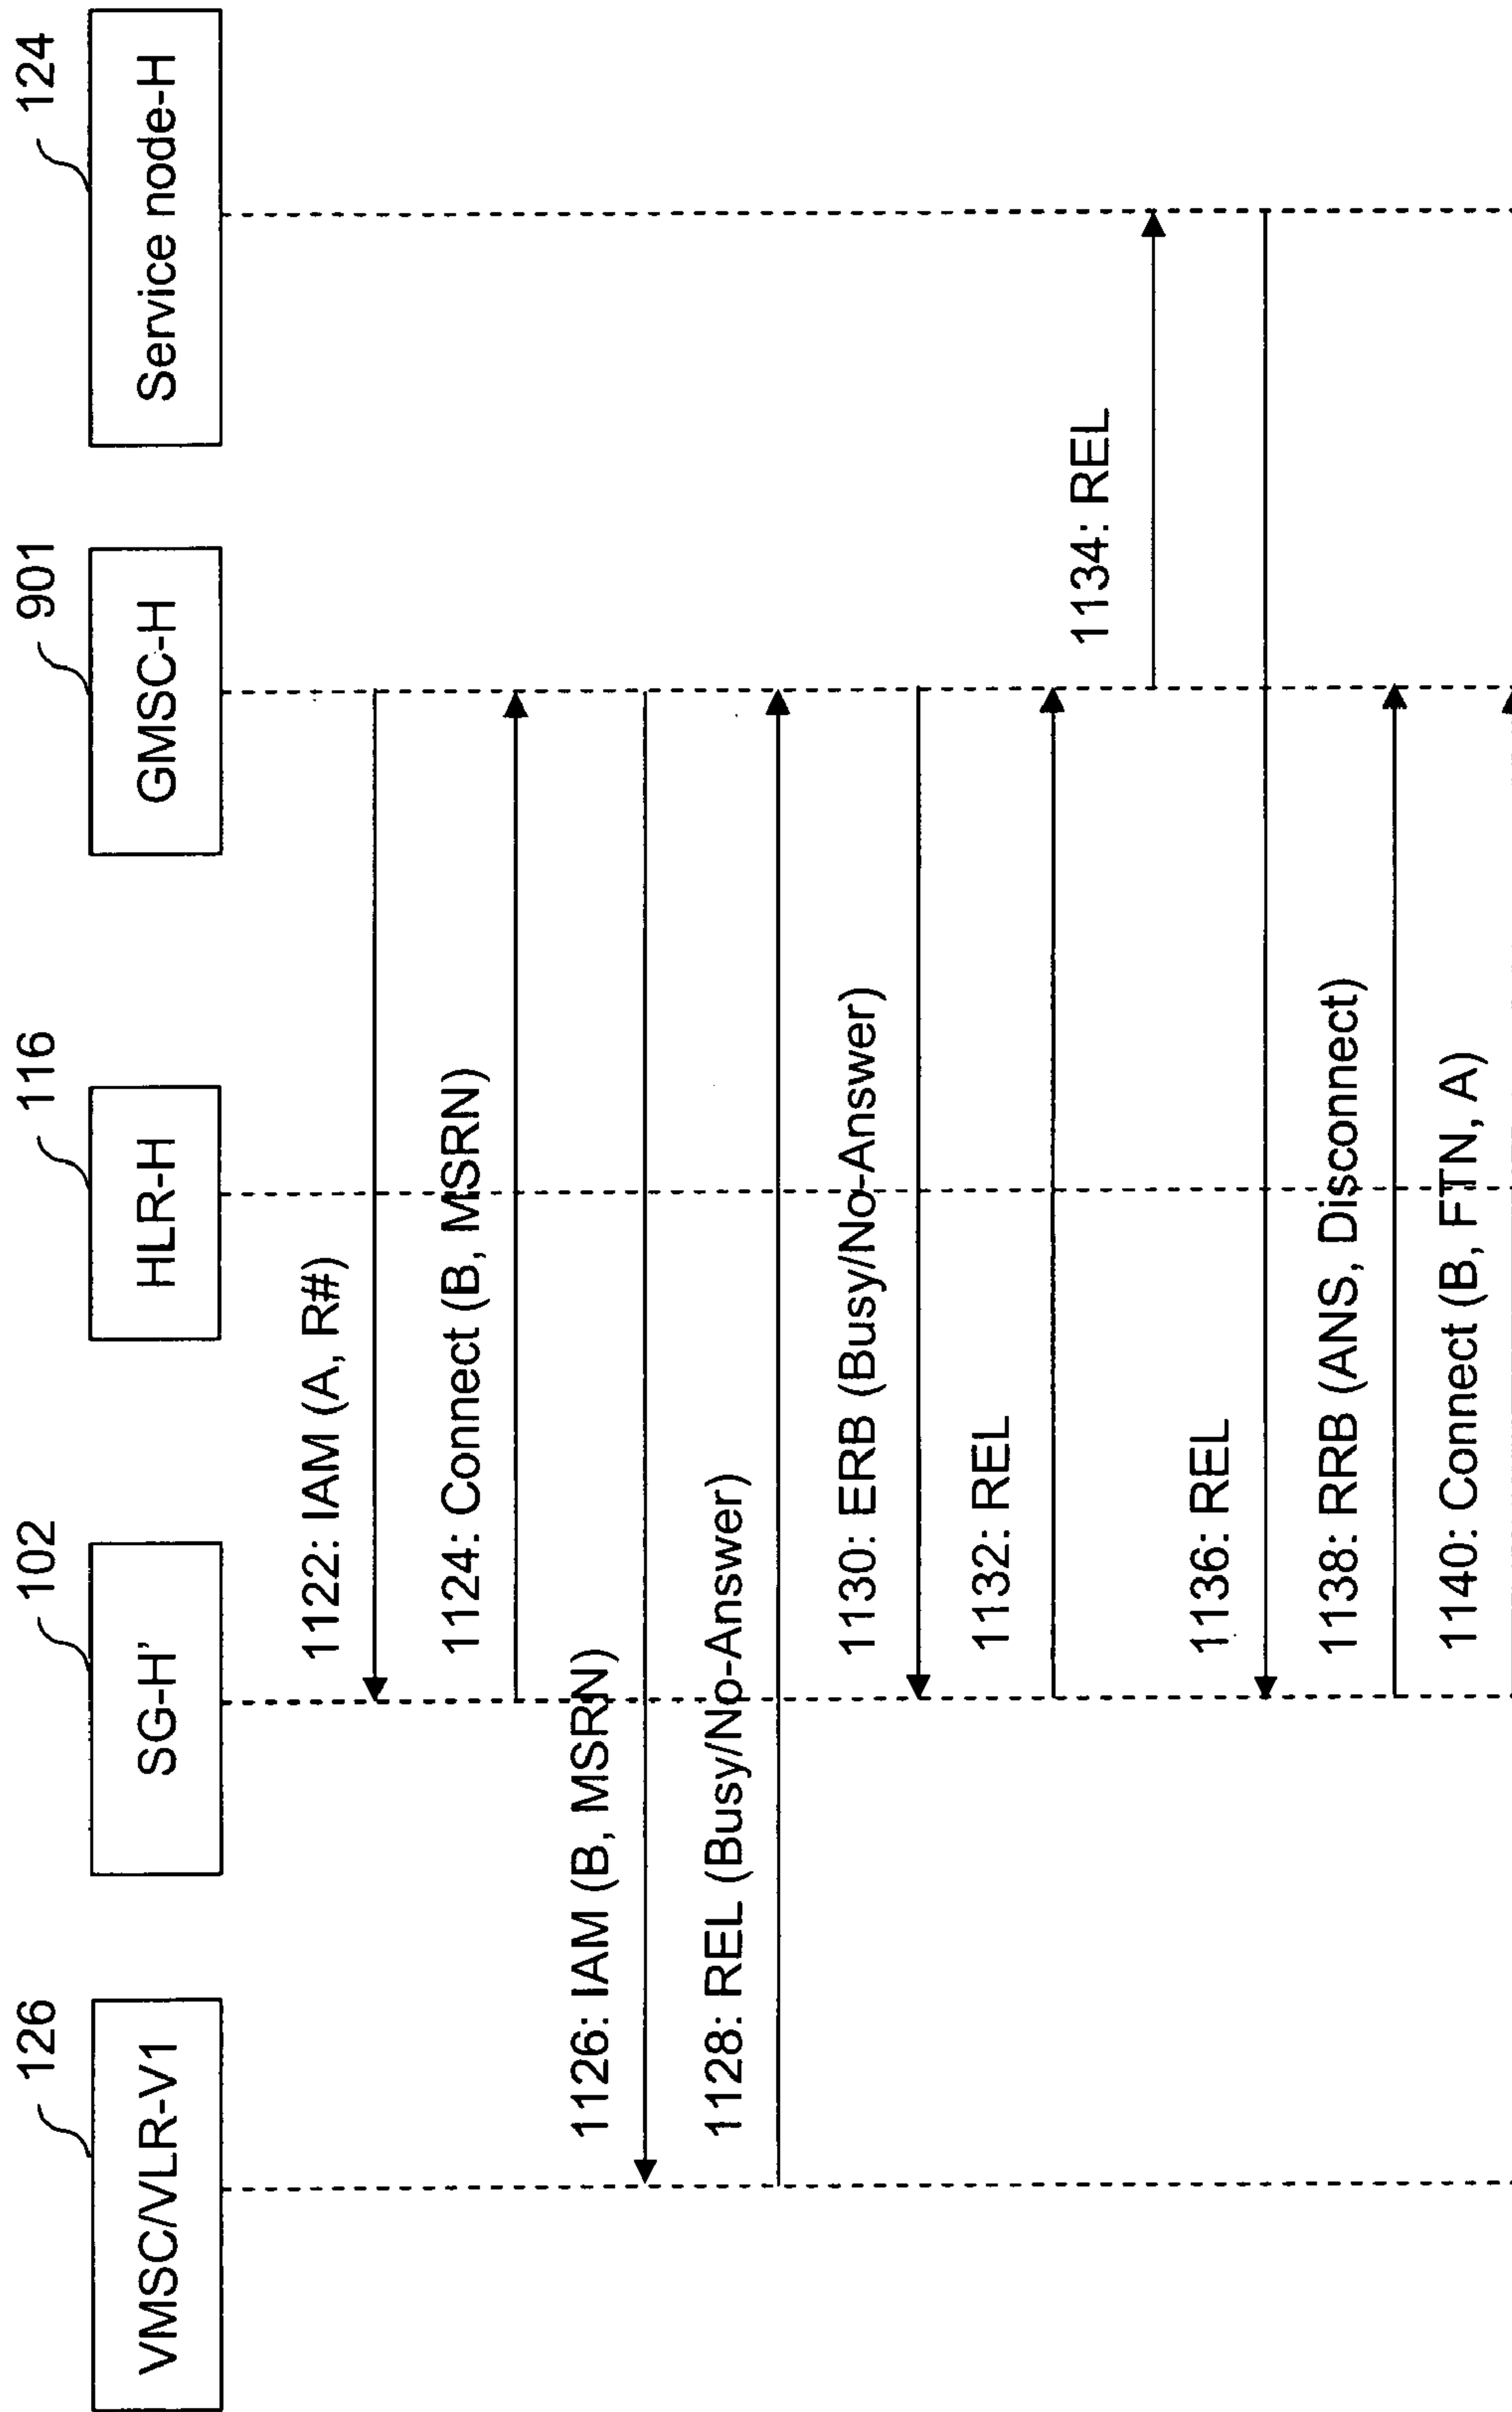 126
102
116
901
124
VMSC/VLR-V1
SG-H'
HLR-H
GMSC-H
Service node-H
1122: IAM (A, R#)
1124: Connect (B, MSRN)
1126: IAM (B, MSRN)
1128: REL (Busy/No-Answer)
1130: ERB (Busy/No-Answer)
1132: REL
1134: REL
1136: REL
1138: RRB (ANS, Disconnect)
1140: Connect (B, FTN, A)